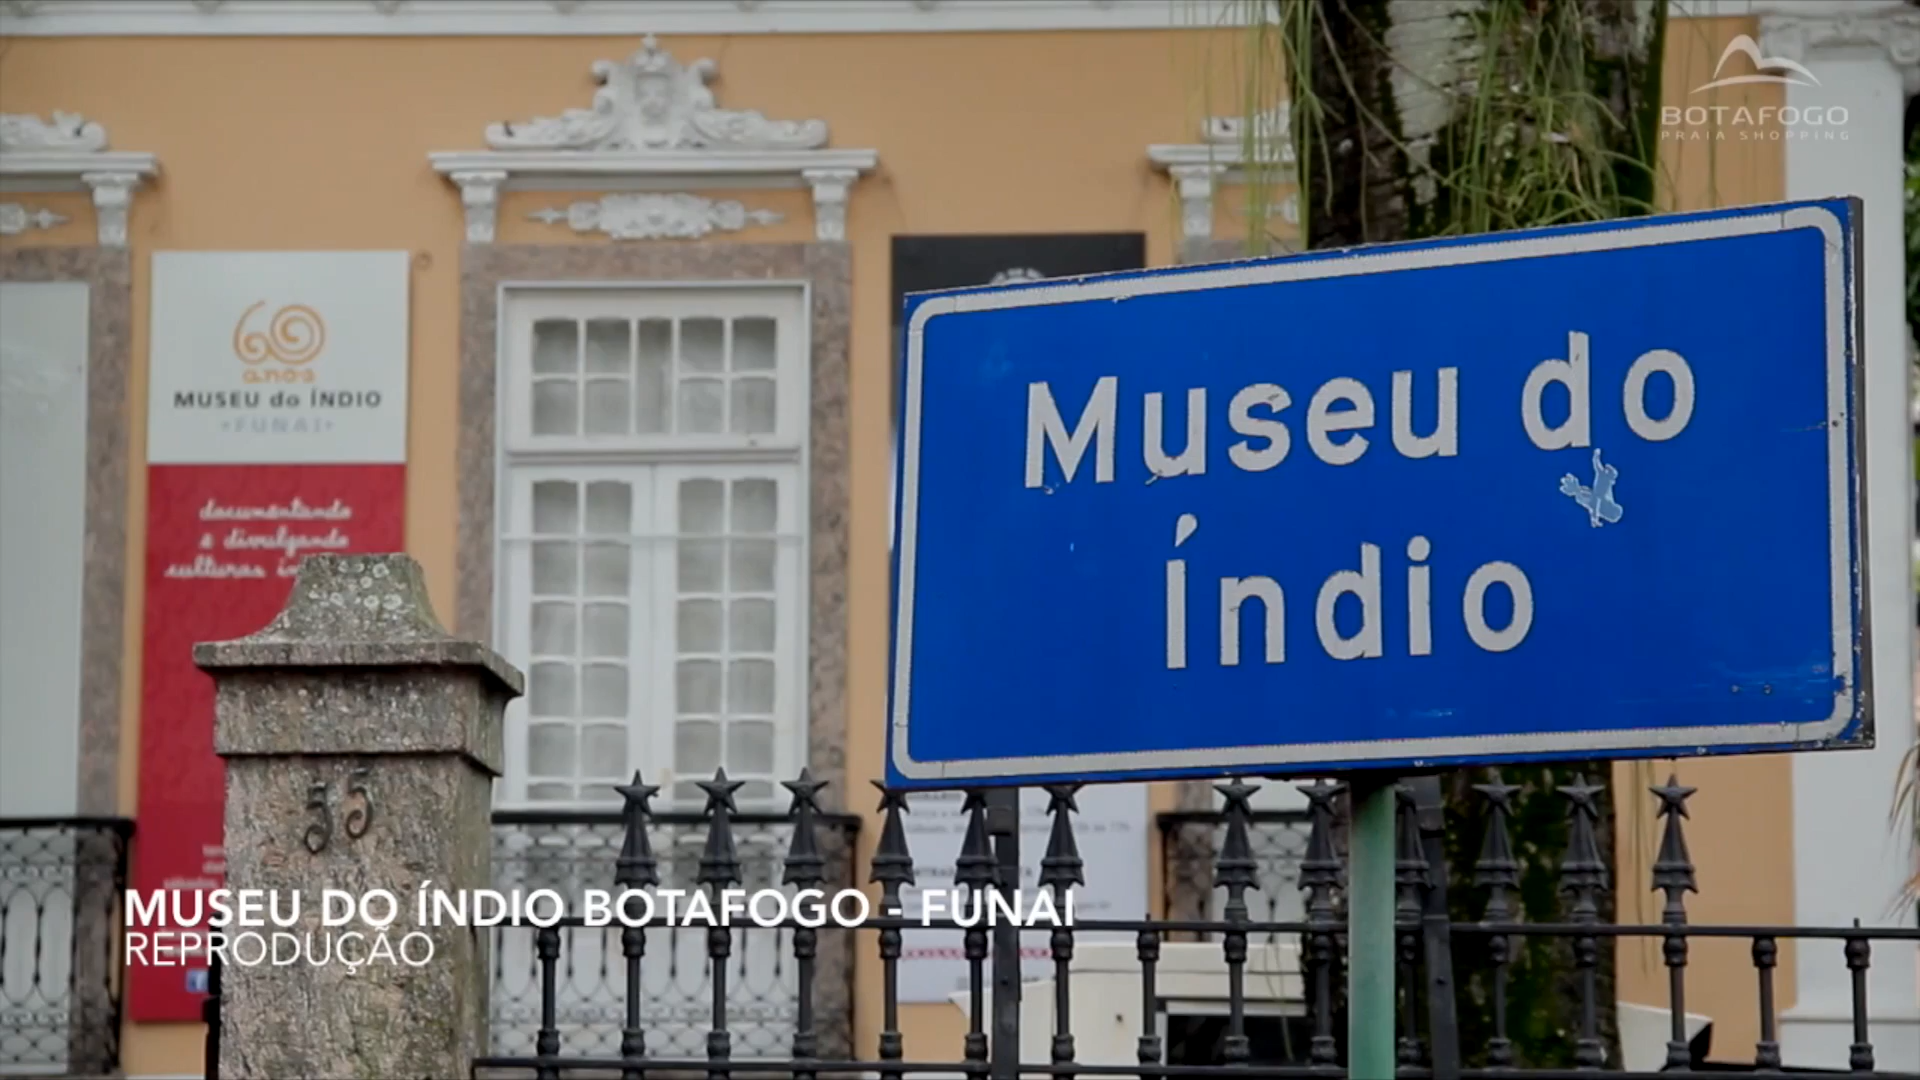 BOTAFOGO
PRAIA SHOPPING
60
anos
MUSEU do ÍNDIO
•FUNAI•
documentando
e divulgando
culturas
Museu do
Índio
55
MUSEU DO ÍNDIO BOTAFOGO - FUNAI
REPRODUÇÃO